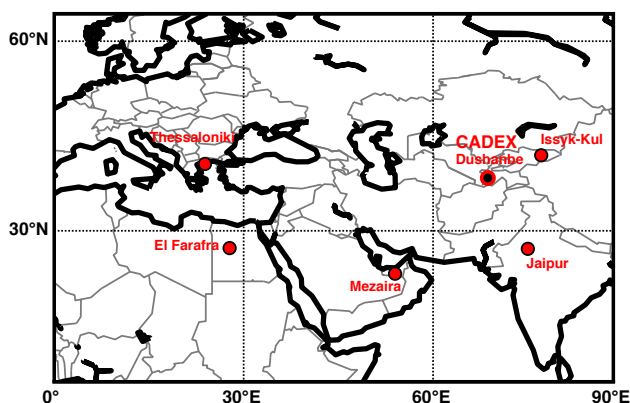 60°N
Thessaloniki
CADEX
Issyk-Kul
Dushanbe
30°N
El Farafra
Jaipur
Mezaira
0°
30°E
60°E
90°E